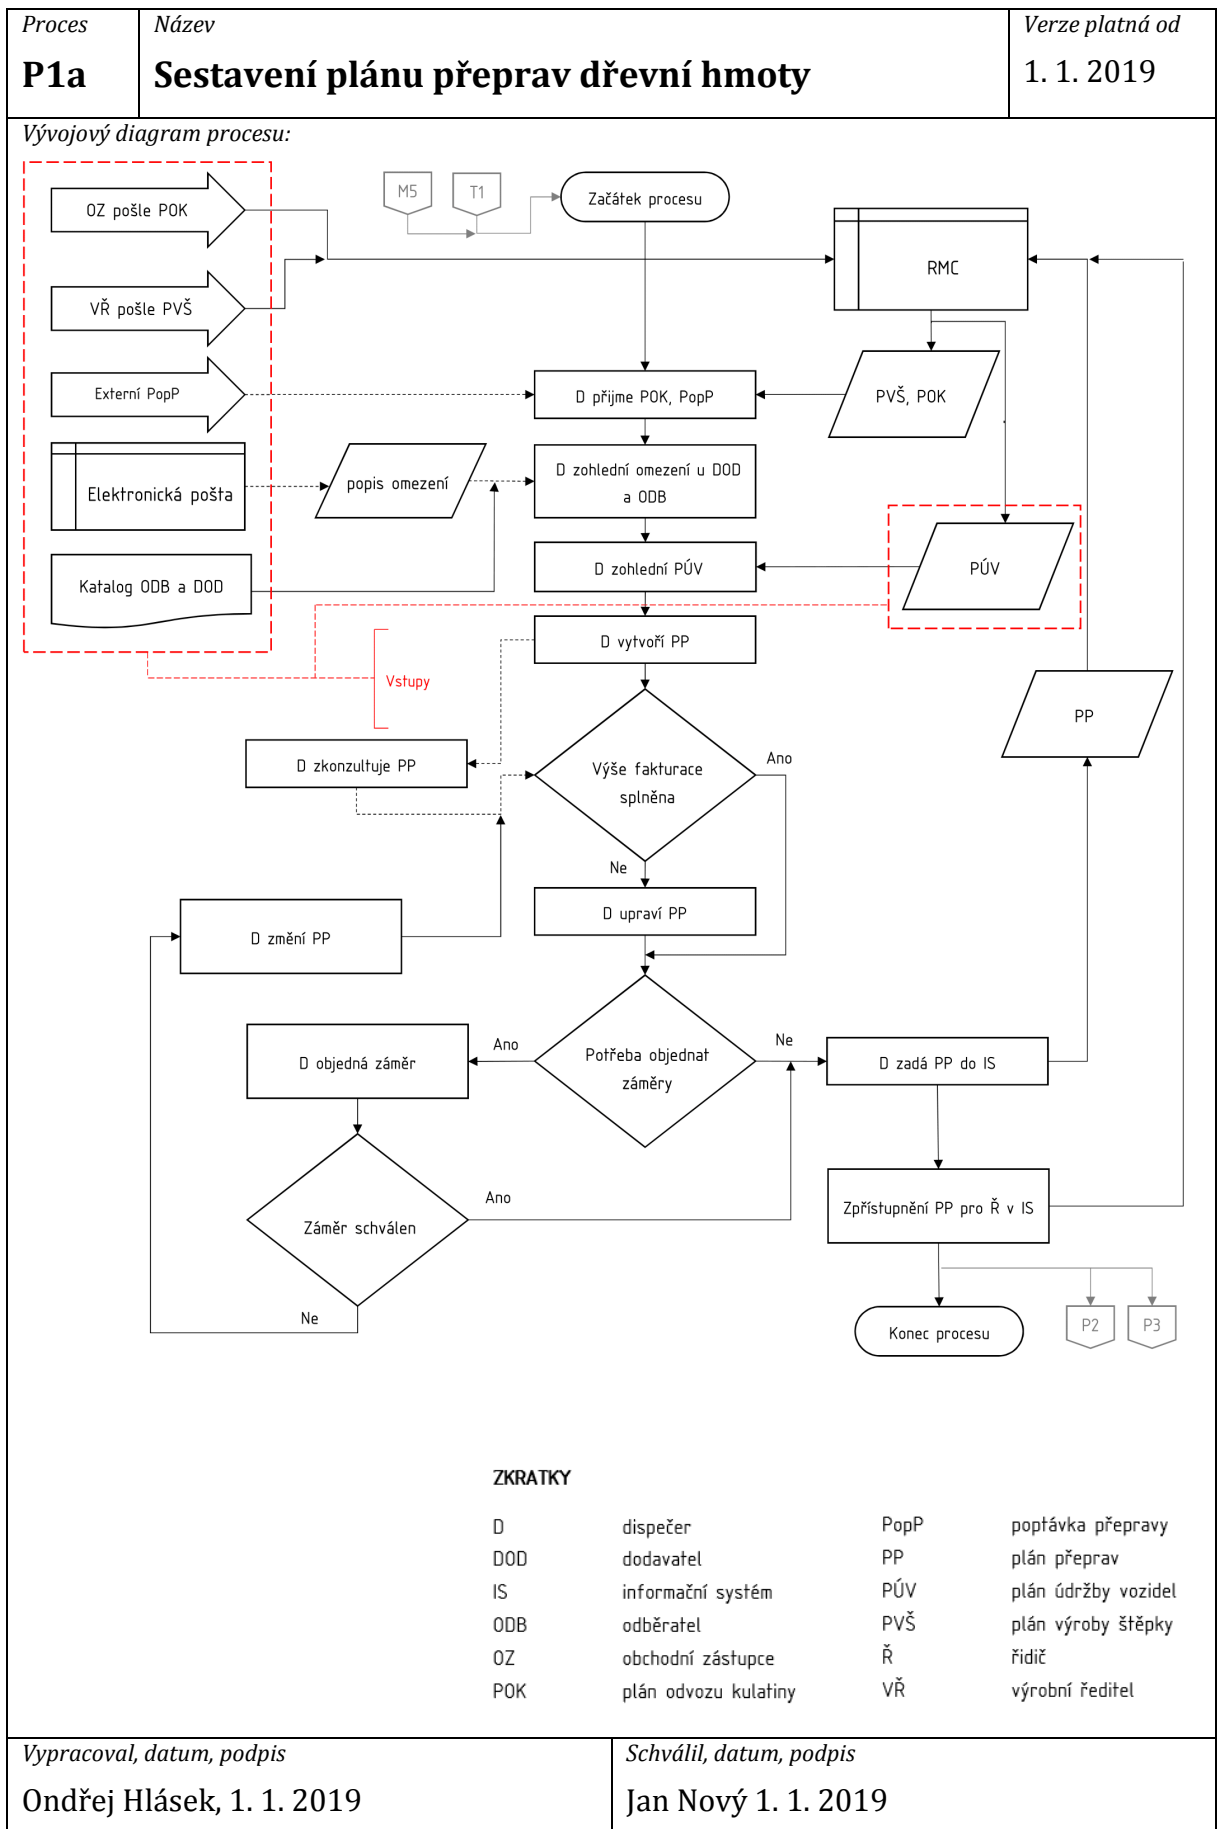 Proces
Název
Verze platná od
P1a
Sestavení plánu přeprav dřevní hmoty
1. 1. 2019
Vývojový diagram procesu:
OZ pošle POK
M5
T1
Začátek procesu
RMC
VŘ pošle PVŠ
Externí PopP
D přijme POK, PopP
PVŠ, POK
Elektronická pošta
popis omezení
D zohlední omezení u DOD
a ODB
Katalog ODB a DOD
D zohlední PÚV
PÚV
D vytvoří PP
Vstupy
PP
D zkonzultuje PP
Výše fakturace
splněna
Ano
Ne
D upraví PP
D změní PP
D objedná záměr
Ano
Potřeba objednat
záměry
Ne
D zadá PP do IS
Záměr schválen
Ano
Zpřístupnění PP pro Ř v IS
Ne
Konec procesu
P2
P3
ZKRATKY
D dispečer PopP poptávka přepravy
DOD dodavatel PP plán přeprav
IS informační systém PÚV plán údržby vozidel
ODB odběratel PVŠ plán výroby štěpky
OZ obchodní zástupce Ř řidič
POK plán odvozu kulatiny VŘ výrobní ředitel
Vypracoval, datum, podpis
Schválil, datum, podpis
Ondřej Hlásek, 1. 1. 2019
Jan Nový 1. 1. 2019